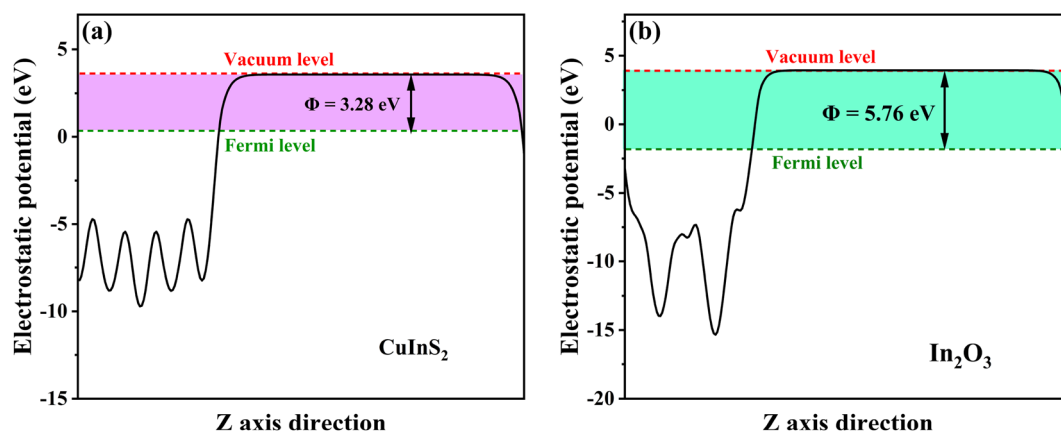 (a)
Electrostatic potential (eV)
5
0
-5
-10
-15
Vacuum level
Φ = 3.28 eV
Fermi level
CuInS₂
Z axis direction
(b)
Electrostatic potential (eV)
5
0
-5
-10
-15
-20
Vacuum level
Φ = 5.76 eV
Fermi level
In₂O₃
Z axis direction